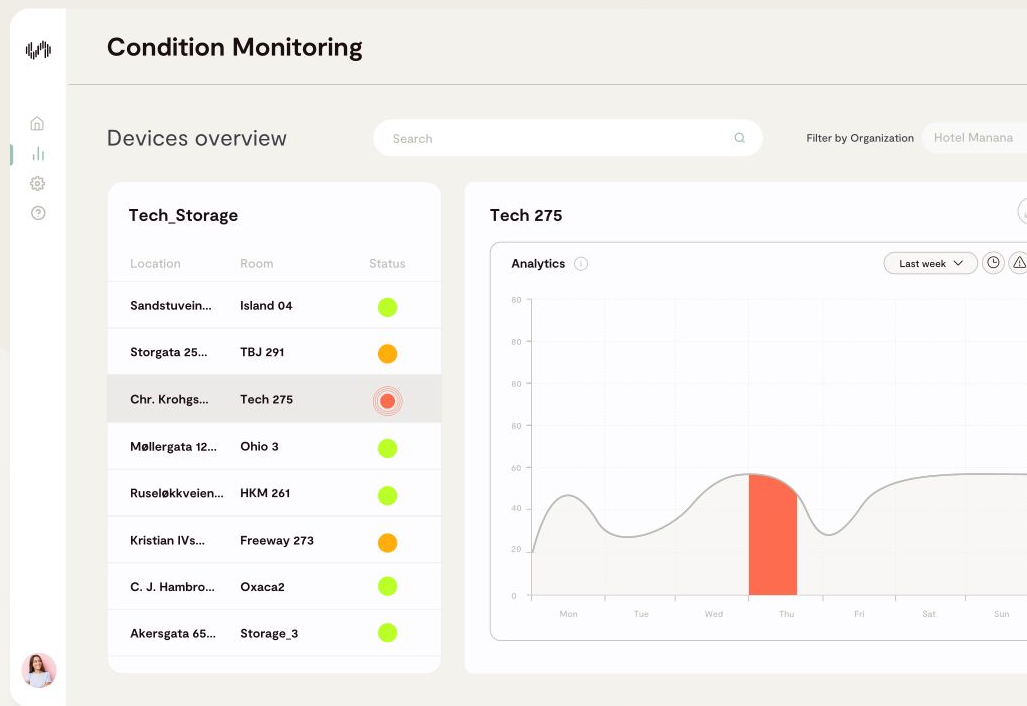 Condition Monitoring
Devices overview
Search
Filter by Organization
Hotel Manana
Tech_Storage
Location Room Status
Sandstuvein... Island 04
Storgata 25... TBJ 291
Chr. Krohgs... Tech 275
Møllergata 12... Ohio 3
Ruseløkkveien... HKM 261
Kristian IVs... Freeway 273
C. J. Hambro... Oxaca2
Akersgata 65... Storage_3
Tech 275
Analytics
Last week
80
80
80
80
60
40
20
0
Mon Tue Wed Thu Fri Sat Sun